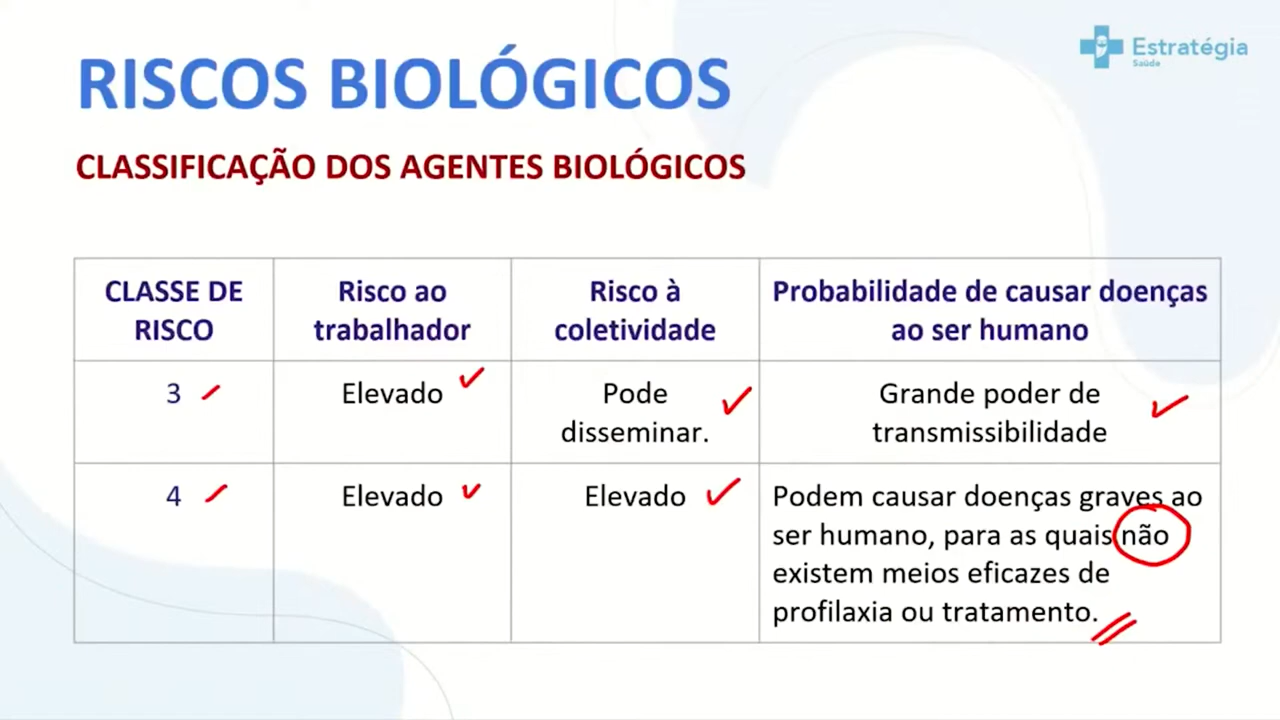 Estratégia
Saúde
RISCOS BIOLÓGICOS
CLASSIFICAÇÃO DOS AGENTES BIOLÓGICOS
CLASSE DE
RISCO
Risco ao
trabalhador
Risco à
coletividade
Probabilidade de causar doenças
ao ser humano
3
Elevado
Pode
disseminar.
Grande poder de
transmissibilidade
4
Elevado
Elevado
Podem causar doenças graves ao
ser humano, para as quais não
existem meios eficazes de
profilaxia ou tratamento.